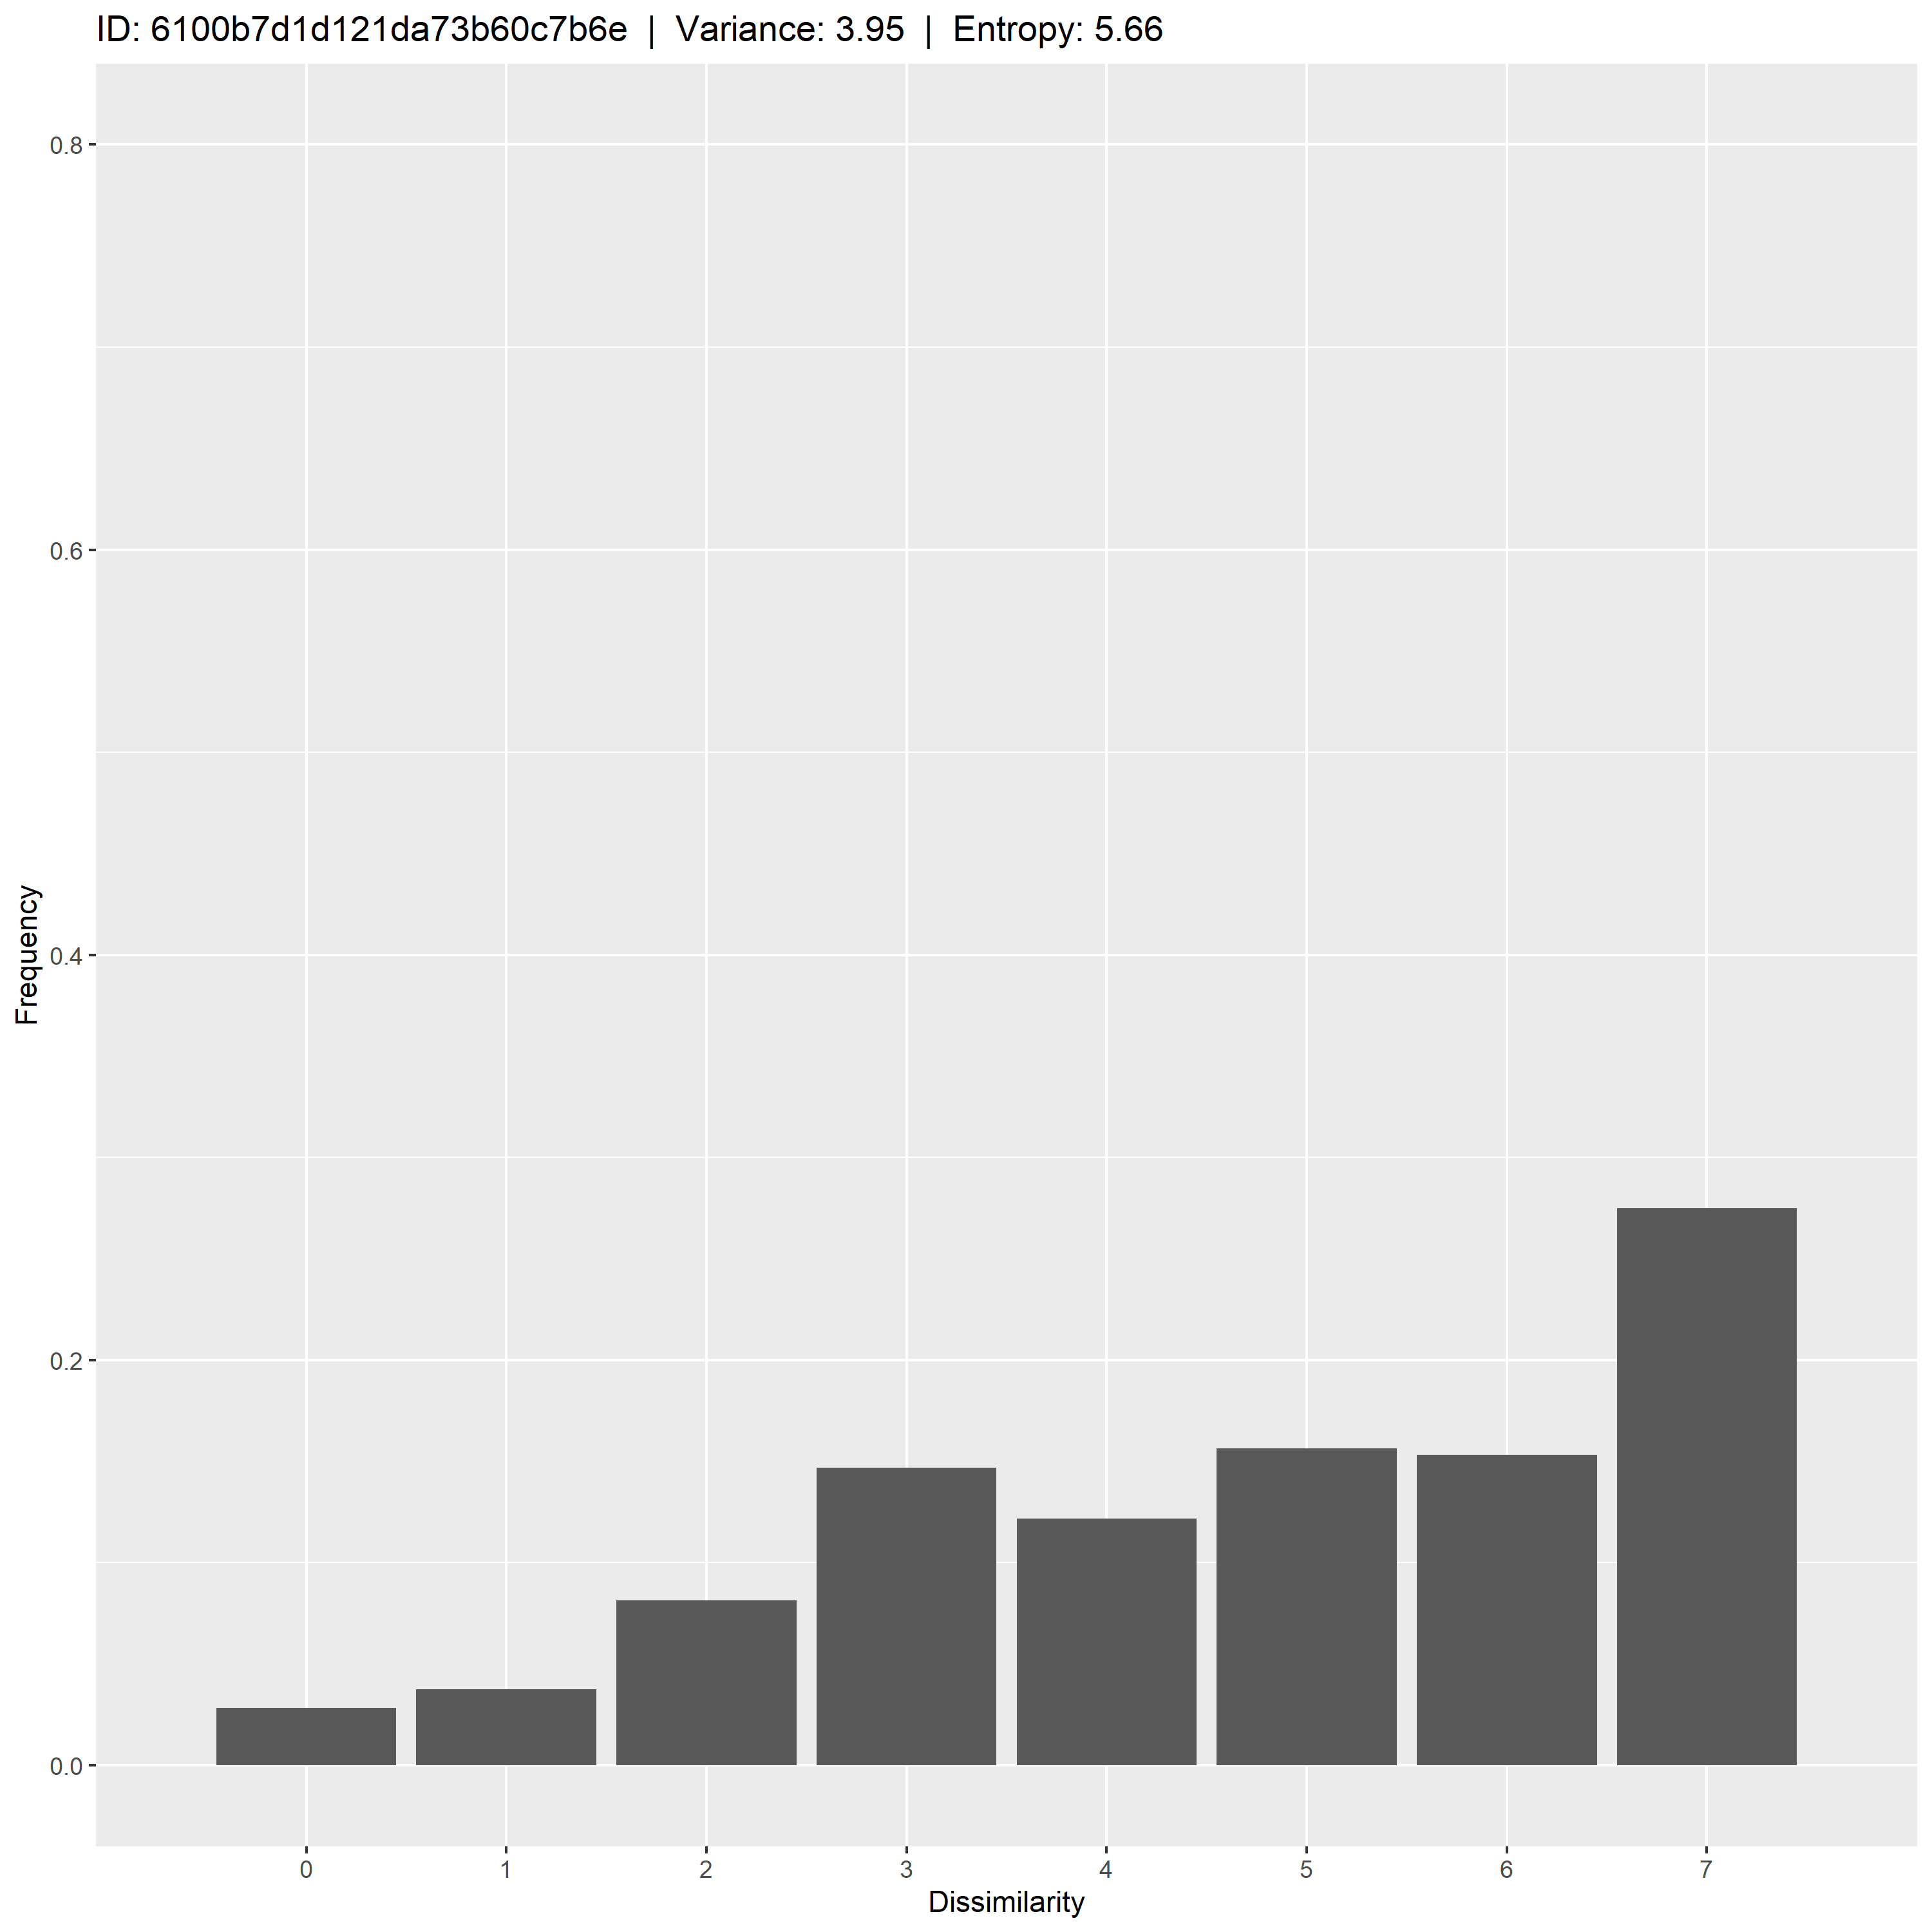 ID: 6100b7d1d121da73b60c7b6e | Variance: 3.95 | Entropy: 5.66
Frequency
0.8
0.6
0.4
0.2
0.0
0 1 2 3 4 5 6 7
Dissimilarity